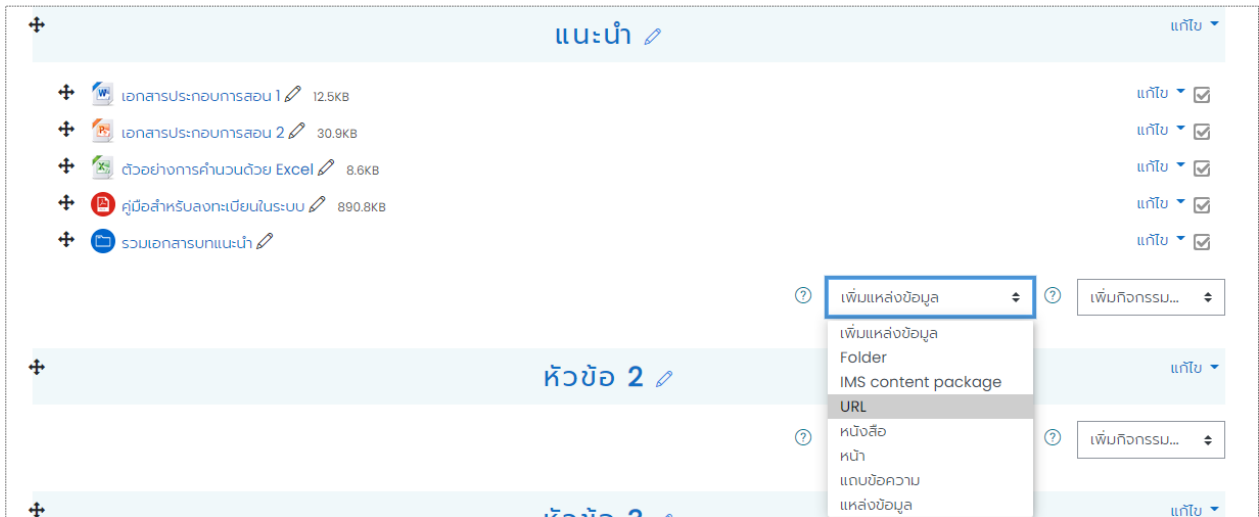 แนะนำ แก้ไข
เอกสารประกอบการสอน 1 12.5KB แก้ไข
เอกสารประกอบการสอน 2 30.9KB แก้ไข
ตัวอย่างการคำนวนด้วย Excel 8.6KB แก้ไข
คู่มือสำหรับลงทะเบียนในระบบ 890.8KB แก้ไข
รวมเอกสารบทแนะนำ แก้ไข
เพิ่มแหล่งข้อมูล เพิ่มกิจกรรม...
เพิ่มแหล่งข้อมูล
Folder
หัวข้อ 2 แก้ไข
IMS content package
URL
หนังสือ
เพิ่มกิจกรรม...
หน้า
แถบข้อความ
แหล่งข้อมูล
หัวข้อ 3 แก้ไข